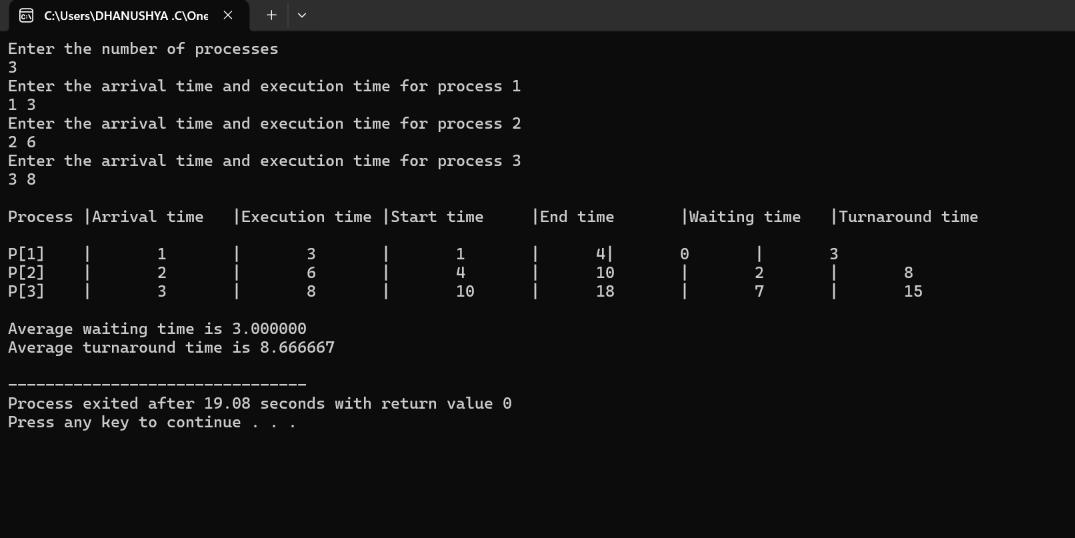 C:\Users\DHANUSHYA .C\One
Enter the number of processes
3
Enter the arrival time and execution time for process 1
1 3
Enter the arrival time and execution time for process 2
2 6
Enter the arrival time and execution time for process 3
3 8
Process |Arrival time   |Execution time |Start time     |End time       |Waiting time   |Turnaround time
P[1]    |       1       |       3       |       1       |      4|       0       |       3
P[2]    |       2       |       6       |       4       |      10       |       2       |       8
P[3]    |       3       |       8       |       10      |      18       |       7       |       15
Average waiting time is 3.000000
Average turnaround time is 8.666667
--------------------------------
Process exited after 19.08 seconds with return value 0
Press any key to continue . . .